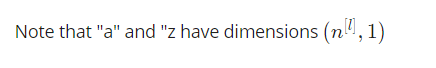 Note that "a" and "z have dimensions $(n^{[l]}, 1)$